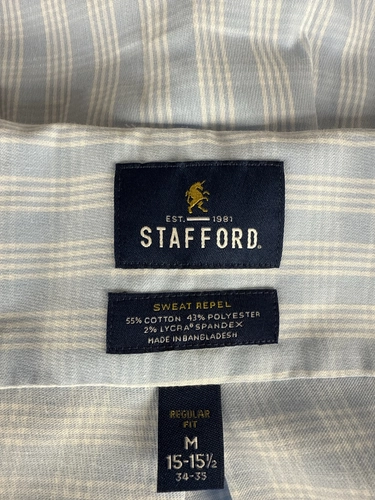 EST. 1981
STAFFORD®
SWEAT REPEL
55% COTTON 43% POLYESTER
2% LYCRA® SPANDEX
MADE IN BANGLADESH
REGULAR
FIT
M
15-15½
34-35